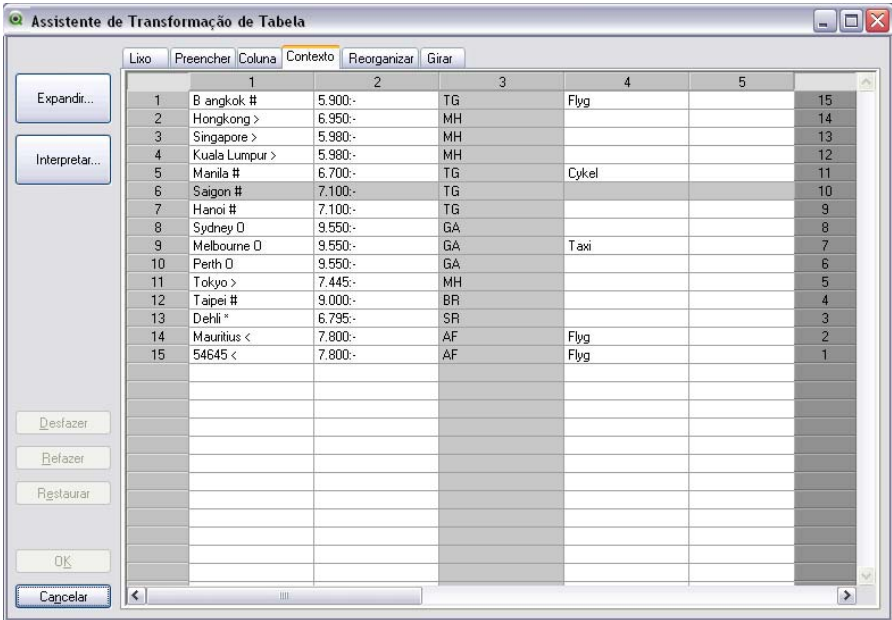 Assistente de Transformação de Tabela
Lixo Preencher Coluna Contexto Reorganizar Girar
Expandir...
Interpretar...
Desfazer
Refazer
Restaurar
OK
Cancelar
1 2 3 4 5
1 B angkok # 5.900:- TG Flyg 15
2 Hongkong > 6.950:- MH 14
3 Singapore > 5.980:- MH 13
4 Kuala Lumpur > 5.980:- MH 12
5 Manila # 6.700:- TG Cykel 11
6 Saigon # 7.100:- TG 10
7 Hanoi # 7.100:- TG 9
8 Sydney O 9.550:- GA 8
9 Melbourne O 9.550:- GA Taxi 7
10 Perth O 9.550:- GA 6
11 Tokyo > 7.445:- MH 5
12 Taipei # 9.000:- BR 4
13 Dehli * 6.795:- SR 3
14 Mauritius < 7.800:- AF Flyg 2
15 54645 < 7.800:- AF Flyg 1